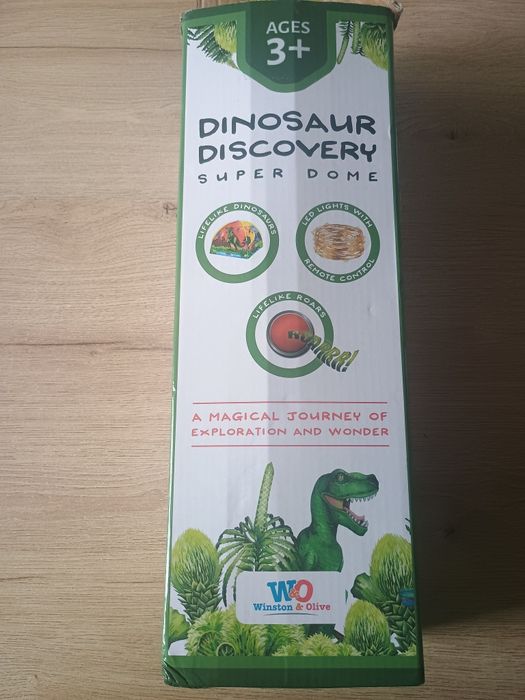 AGES
3+
DINOSAUR
DISCOVERY
SUPER DOME
LIFELIKE DINOSAURS
LED LIGHTS WITH
REMOTE CONTROL
LIFELIKE ROARS
A MAGICAL JOURNEY OF
EXPLORATION AND WONDER
W&O
Winston & Olive